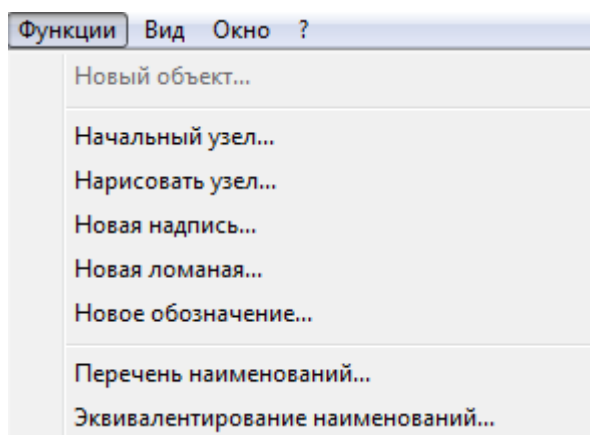 Функции Вид Окно ?
Новый объект...
Начальный узел...
Нарисовать узел...
Новая надпись...
Новая ломаная...
Новое обозначение...
Перечень наименований...
Эквивалентирование наименований...